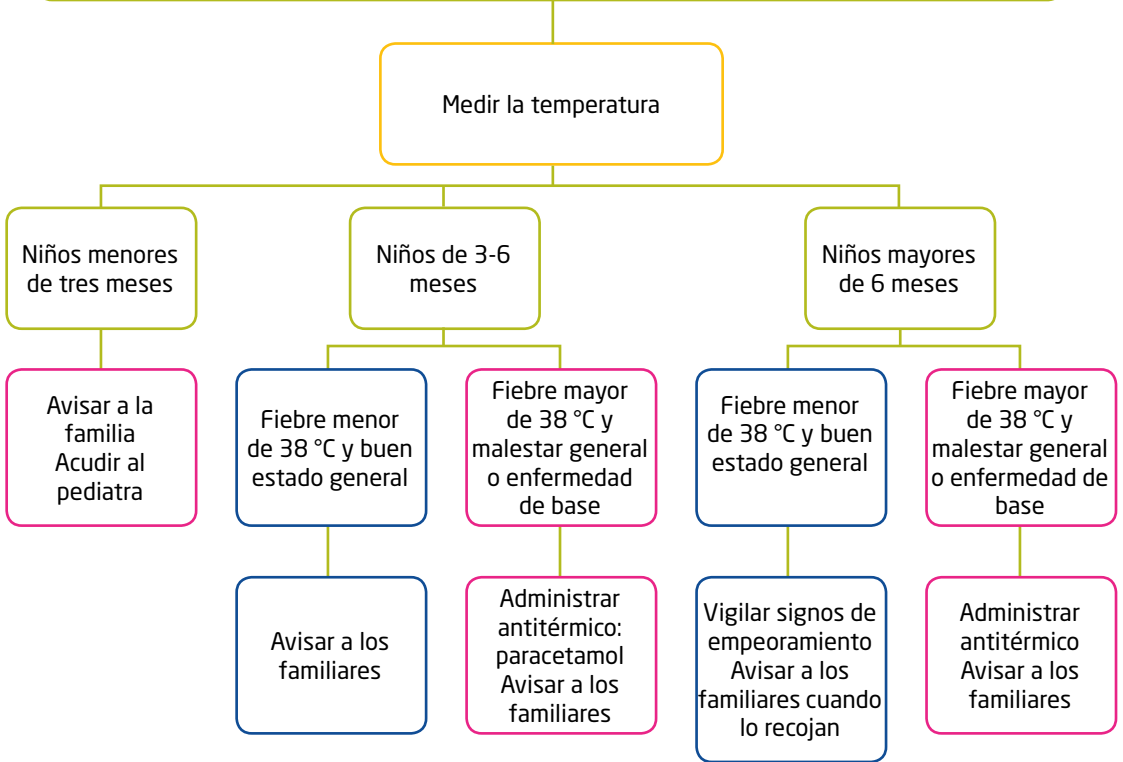 Medir la temperatura
Niños menores
de tres meses
Niños de 3-6
meses
Niños mayores
de 6 meses
Avisar a la
familia
Acudir al
pediatra
Fiebre menor
de 38 °C y buen
estado general
Fiebre mayor
de 38 °C y
malestar general
o enfermedad
de base
Fiebre menor
de 38 °C y buen
estado general
Fiebre mayor
de 38 °C y
malestar general
o enfermedad de
base
Avisar a los
familiares
Administrar
antitérmico:
paracetamol
Avisar a los
familiares
Vigilar signos de
empeoramiento
Avisar a los
familiares cuando
lo recojan
Administrar
antitérmico
Avisar a los
familiares